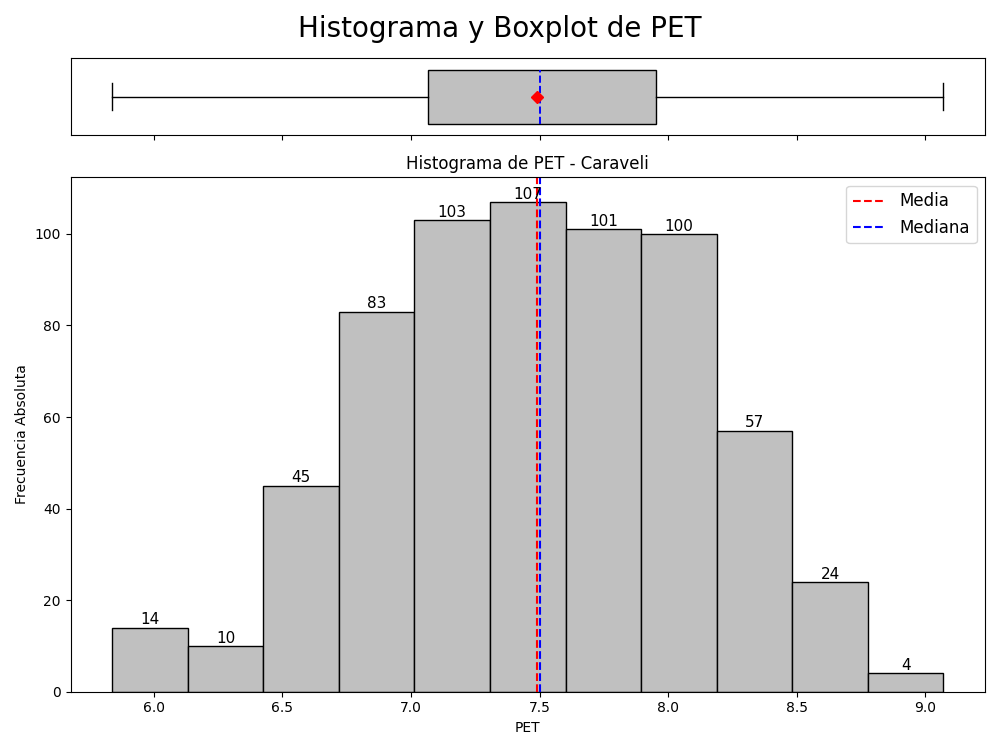 Histograma y Boxplot de PET
Histograma de PET - Caraveli
Media
Mediana
107
103
101
100
83
57
45
24
14
10
4
100
80
60
40
20
0
Frecuencia Absoluta
6.0 6.5 7.0 7.5 8.0 8.5 9.0
PET